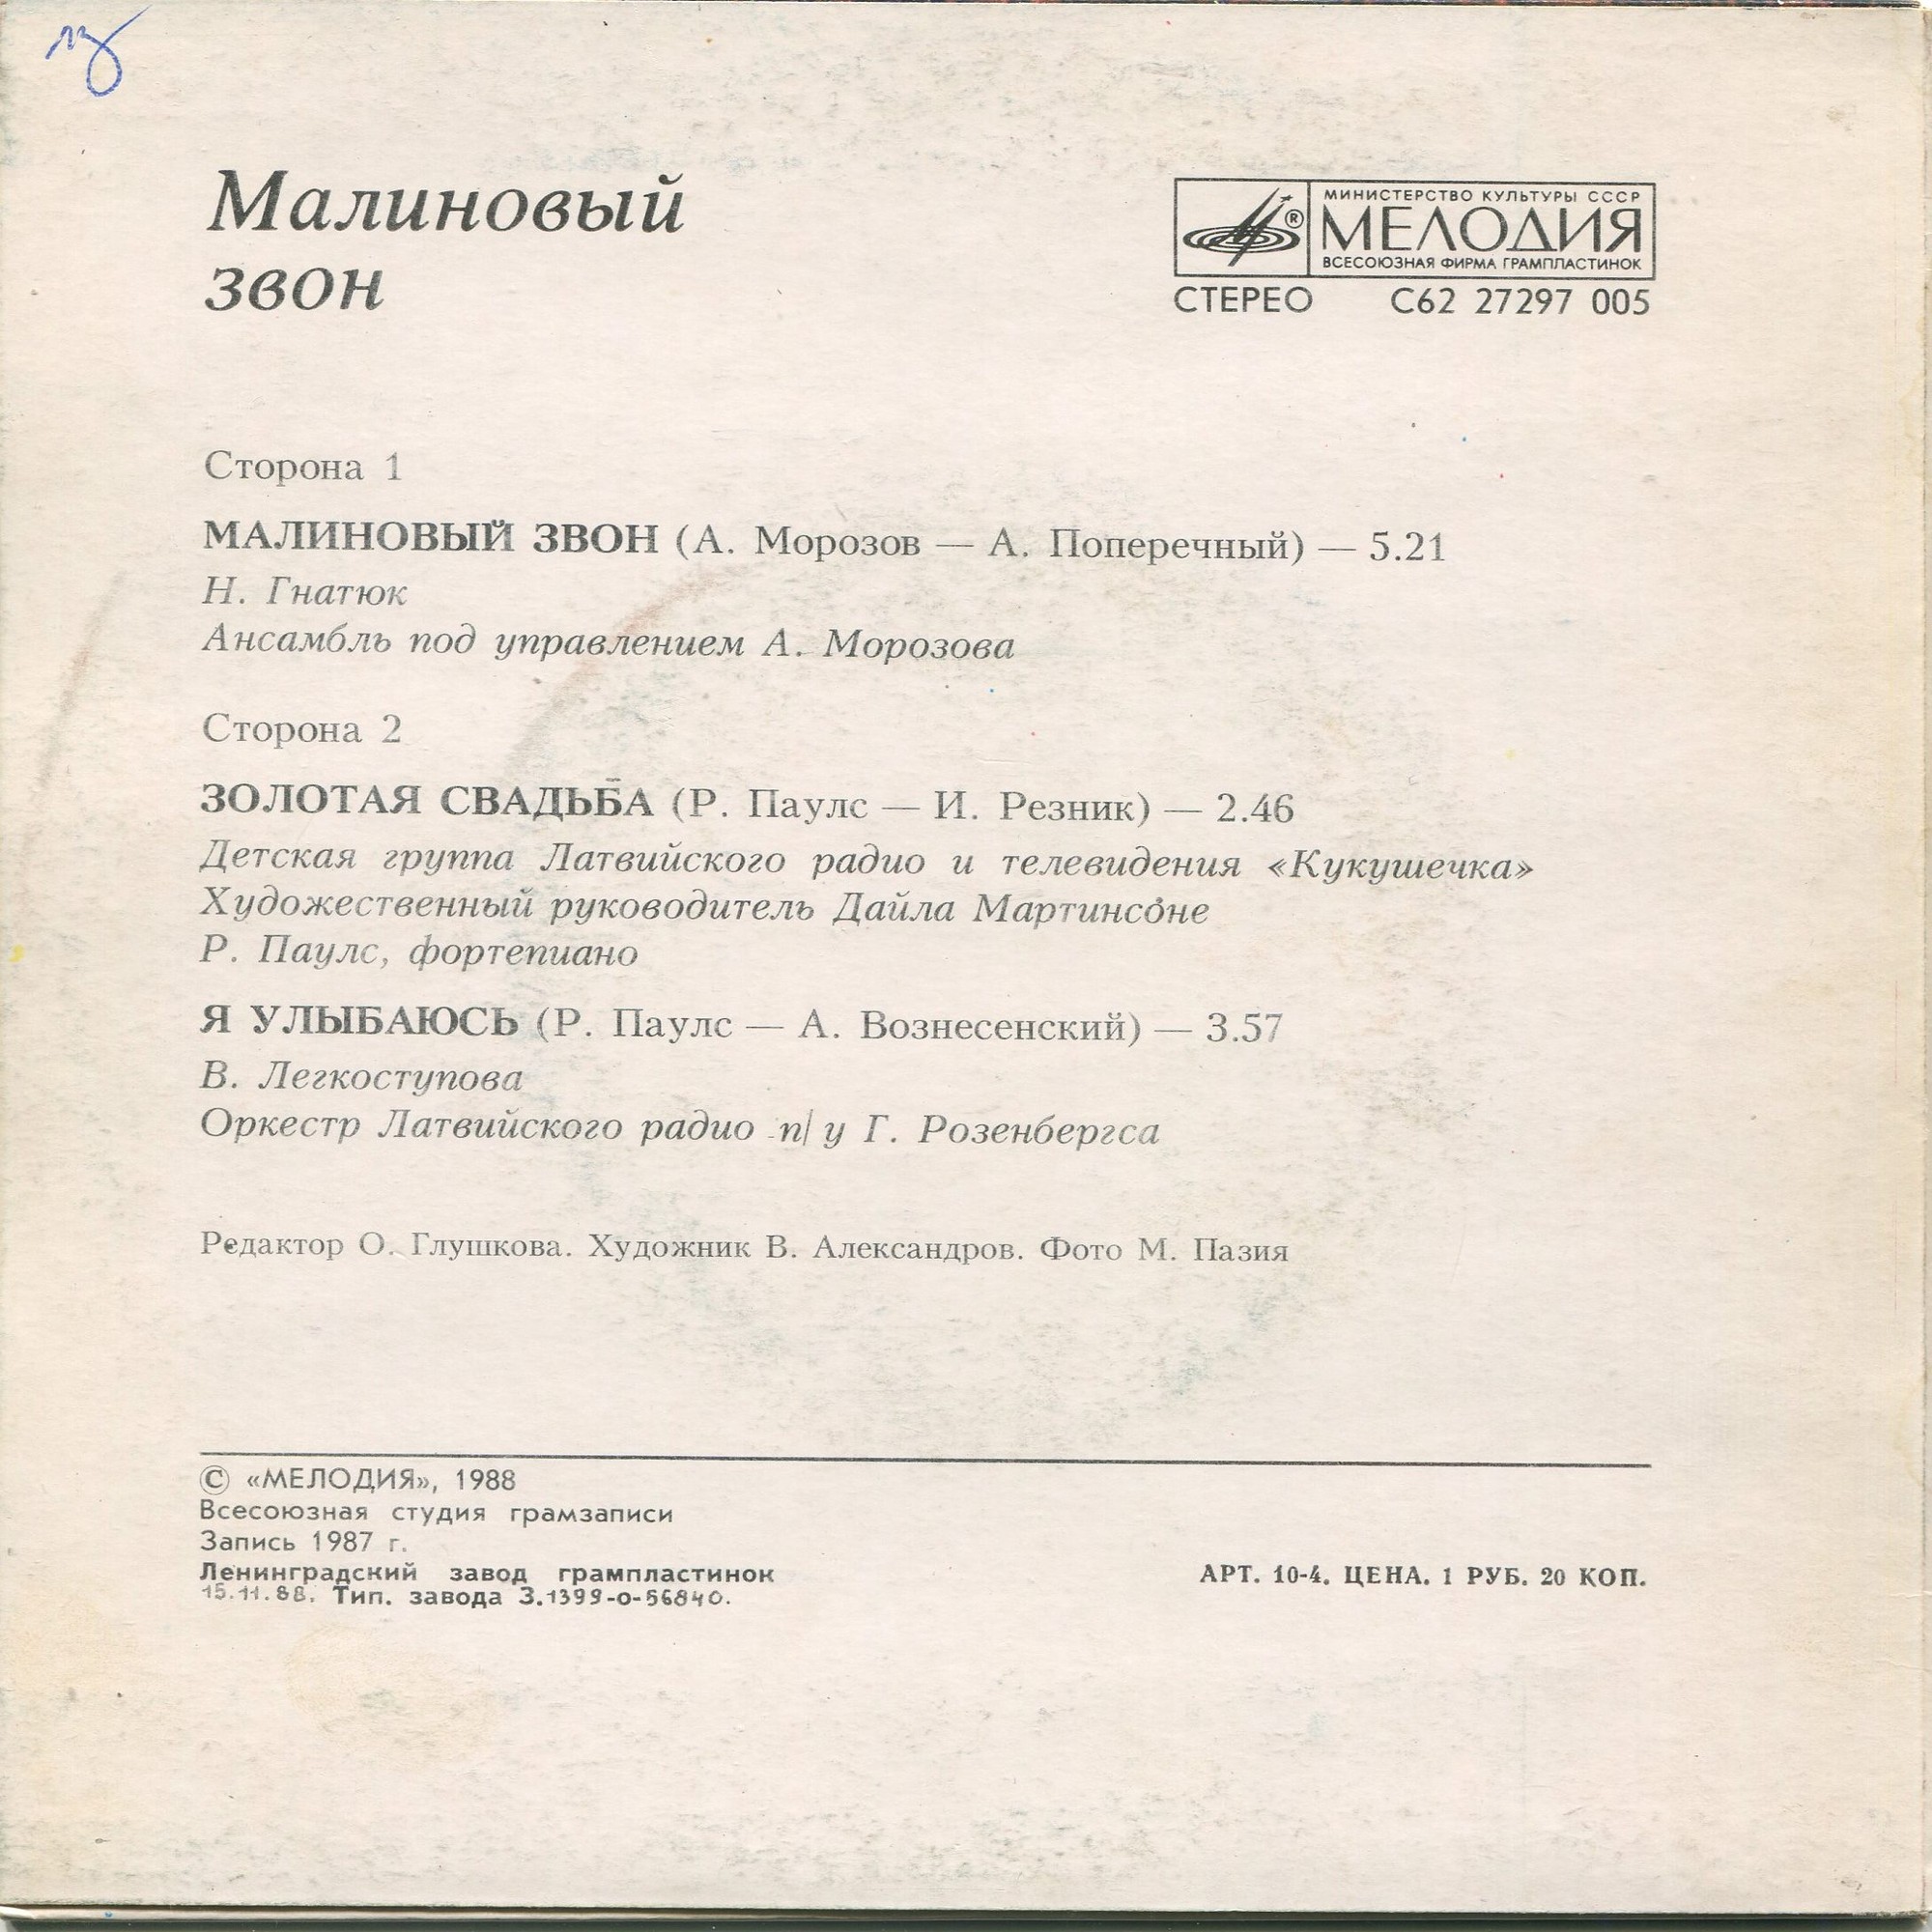 Малиновый
звон
МИНИСТЕРСТВО КУЛЬТУРЫ СССР
МЕЛОДИЯ
ВСЕСОЮЗНАЯ ФИРМА ГРАМПЛАСТИНОК
СТЕРЕО С62 27297 005
Сторона 1
МАЛИНОВЫЙ ЗВОН (А. Морозов — А. Поперечный) — 5.21
Н. Гнатюк
Ансамбль под управлением А. Морозова
Сторона 2
ЗОЛОТАЯ СВАДЬБА (Р. Паулс — И. Резник) — 2.46
Детская группа Латвийского радио и телевидения «Кукушечка»
Художественный руководитель Дайла Мартинсоне
Р. Паулс, фортепиано
Я УЛЫБАЮСЬ (Р. Паулс — А. Вознесенский) — 3.57
В. Легкоступова
Оркестр Латвийского радио п/у Г. Розенбергса
Редактор О. Глушкова. Художник В. Александров. Фото М. Пазия
© «МЕЛОДИЯ», 1988
Всесоюзная студия грамзаписи
Запись 1987 г.
Ленинградский завод грампластинок
15.11.88. Тип. завода З.1399-о-56840.
АРТ. 10-4. ЦЕНА. 1 РУБ. 20 КОП.